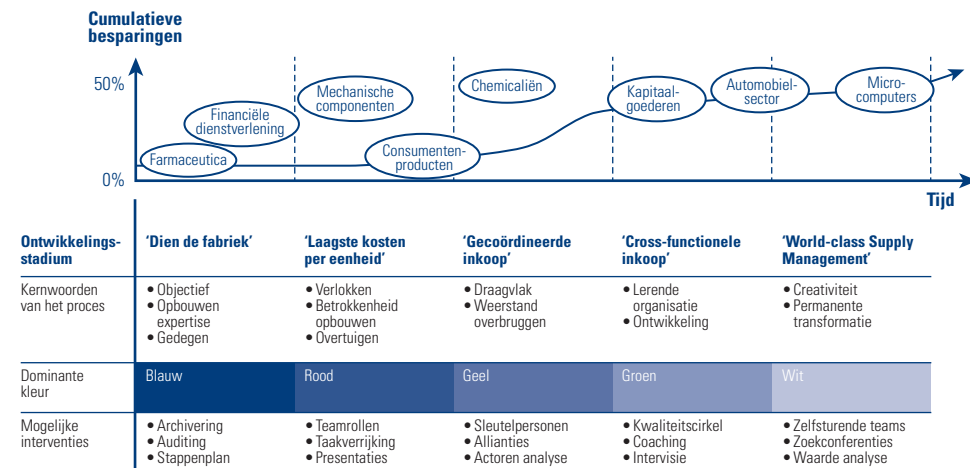 Cumulatieve
besparingen
50%
0%
Farmaceutica
Financiële
dienstverlening
Mechanische
componenten
Consumenten-
producten
Chemicaliën
Kapitaal-
goederen
Automobiel-
sector
Micro-
computers
Tijd
Ontwikkelings-
stadium
'Dien de fabriek'
'Laagste kosten
per eenheid'
'Gecoördineerde
inkoop'
'Cross-functionele
inkoop'
'World-class Supply
Management'
Kernwoorden
van het proces
• Objectief
• Opbouwen
expertise
• Gedegen
• Verlokken
• Betrokkenheid
opbouwen
• Overtuigen
• Draagvlak
• Weerstand
overbruggen
• Lerende
organisatie
• Ontwikkeling
• Creativiteit
• Permanente
transformatie
Dominante
kleur
Blauw
Rood
Geel
Groen
Wit
Mogelijke
interventies
• Archivering
• Auditing
• Stappenplan
• Teamrollen
• Taakverrijking
• Presentaties
• Sleutelpersonen
• Allianties
• Actoren analyse
• Kwaliteitscirkel
• Coaching
• Intervisie
• Zelfsturende teams
• Zoekconferenties
• Waarde analyse